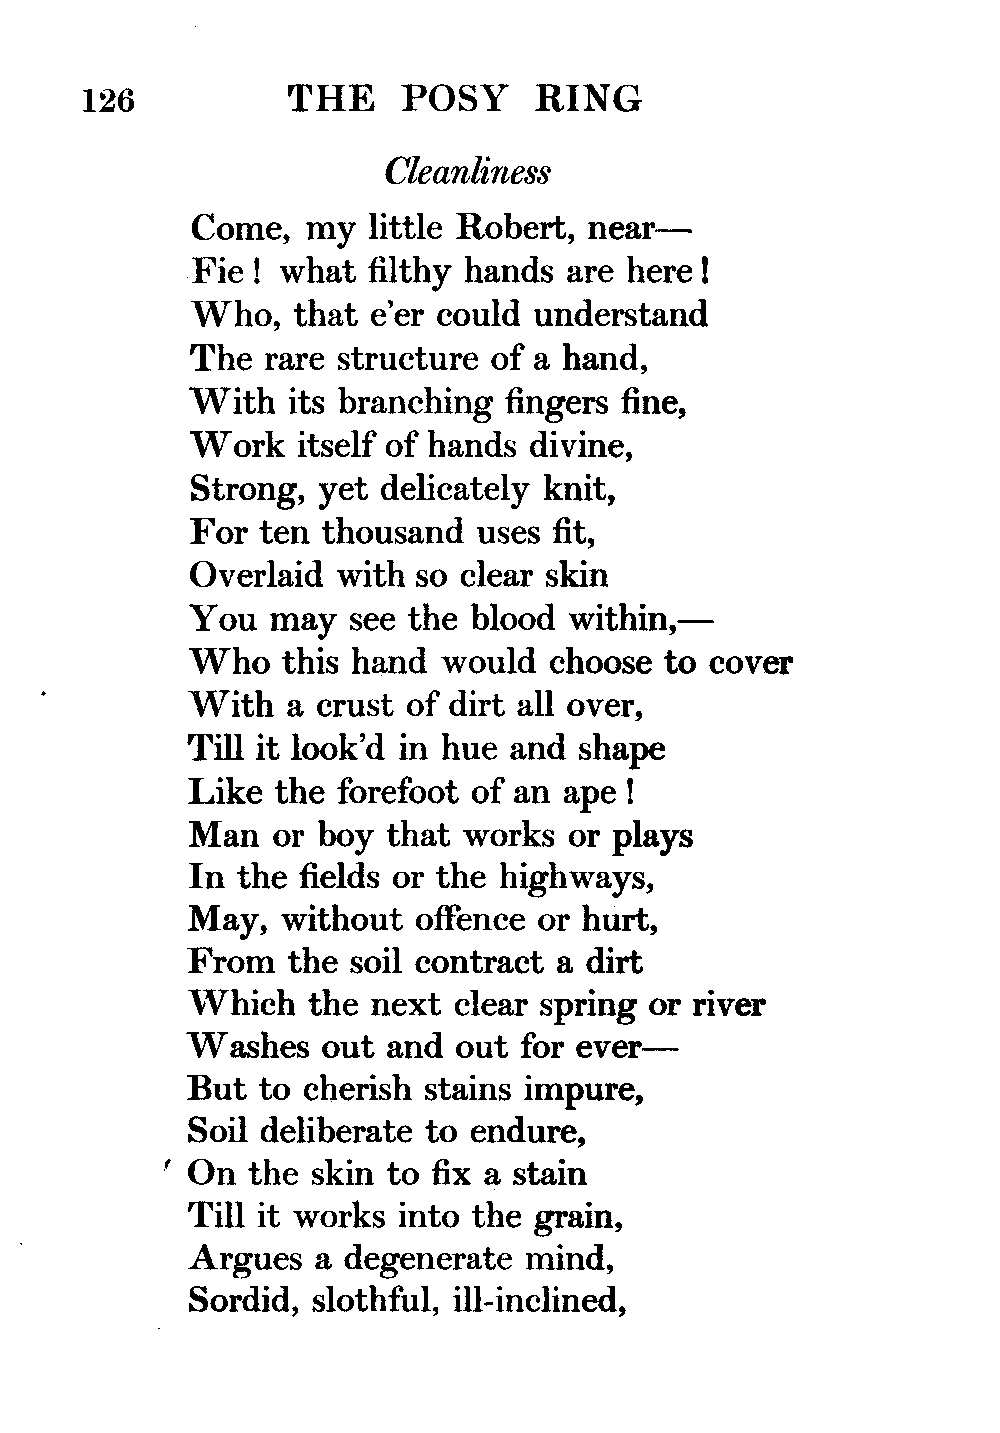 126 THE POSY RING
Cleanliness
Come, my little Robert, near—
Fie! what filthy hands are here!
Who, that e'er could understand
The rare structure of a hand,
With its branching fingers fine,
Work itself of hands divine,
Strong, yet delicately knit,
For ten thousand uses fit,
Overlaid with so clear skin
You may see the blood within,—
Who this hand would choose to cover
With a crust of dirt all over,
Till it look'd in hue and shape
Like the forefoot of an ape!
Man or boy that works or plays
In the fields or the highways,
May, without offence or hurt,
From the soil contract a dirt
Which the next clear spring or river
Washes out and out for ever—
But to cherish stains impure,
Soil deliberate to endure,
On the skin to fix a stain
Till it works into the grain,
Argues a degenerate mind,
Sordid, slothful, ill-inclined,